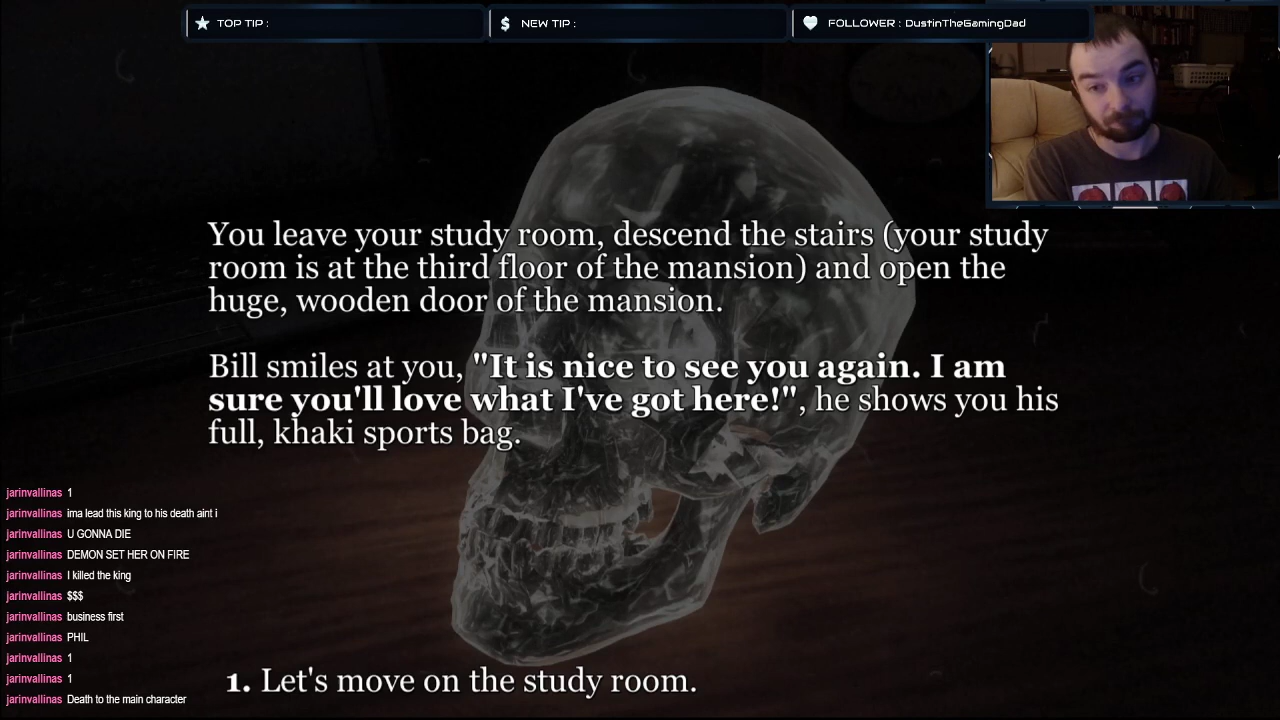 TOP TIP :
NEW TIP :
FOLLOWER : DustinTheGamingDad
You leave your study room, descend the stairs (your study
room is at the third floor of the mansion) and open the
huge, wooden door of the mansion.
Bill smiles at you, "It is nice to see you again. I am
sure you'll love what I've got here!", he shows you his
full, khaki sports bag.
jarinvallinas 1
jarinvallinas ima lead this king to his death aint i
jarinvallinas U GONNA DIE
jarinvallinas DEMON SET HER ON FIRE
jarinvallinas I killed the king
jarinvallinas $$$
jarinvallinas business first
jarinvallinas PHIL
jarinvallinas 1
jarinvallinas 1
jarinvallinas Death to the main character
1. Let's move on the study room.